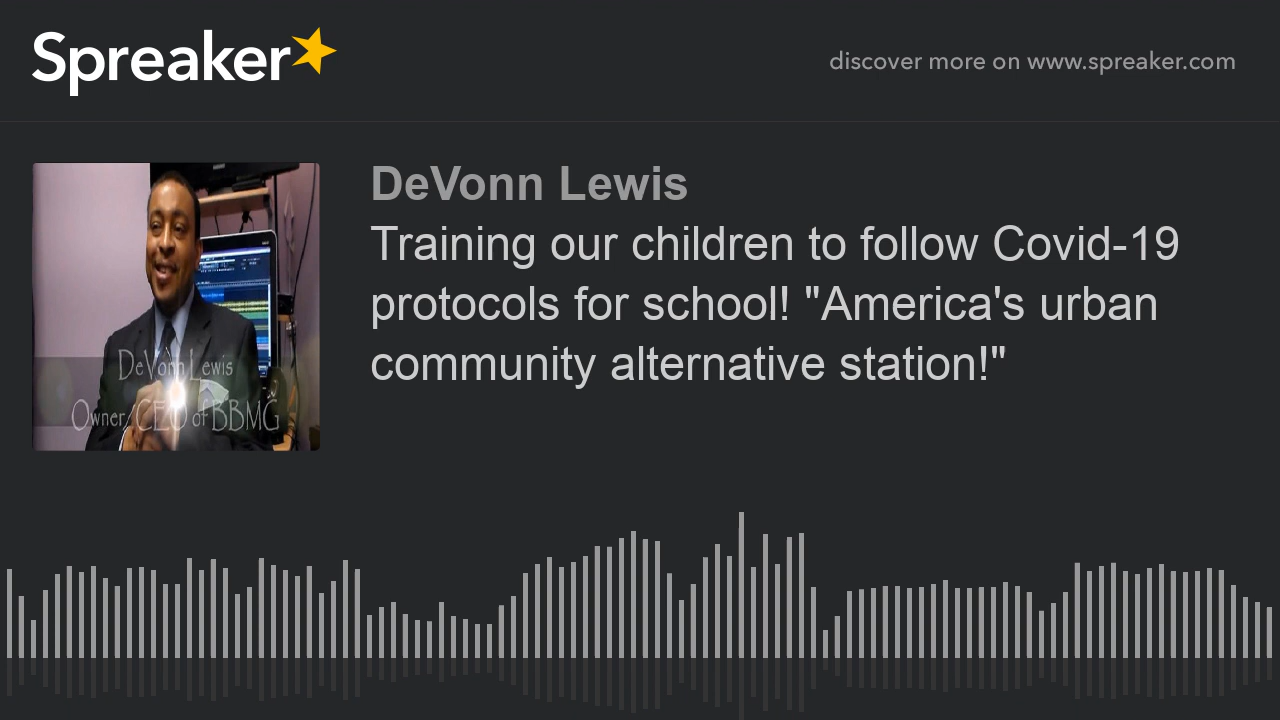 Spreaker
discover more on www.spreaker.com
DeVonn Lewis
Training our children to follow Covid-19
protocols for school! "America's urban
community alternative station!"
DeVonn Lewis
Owner/CEO of BBMG